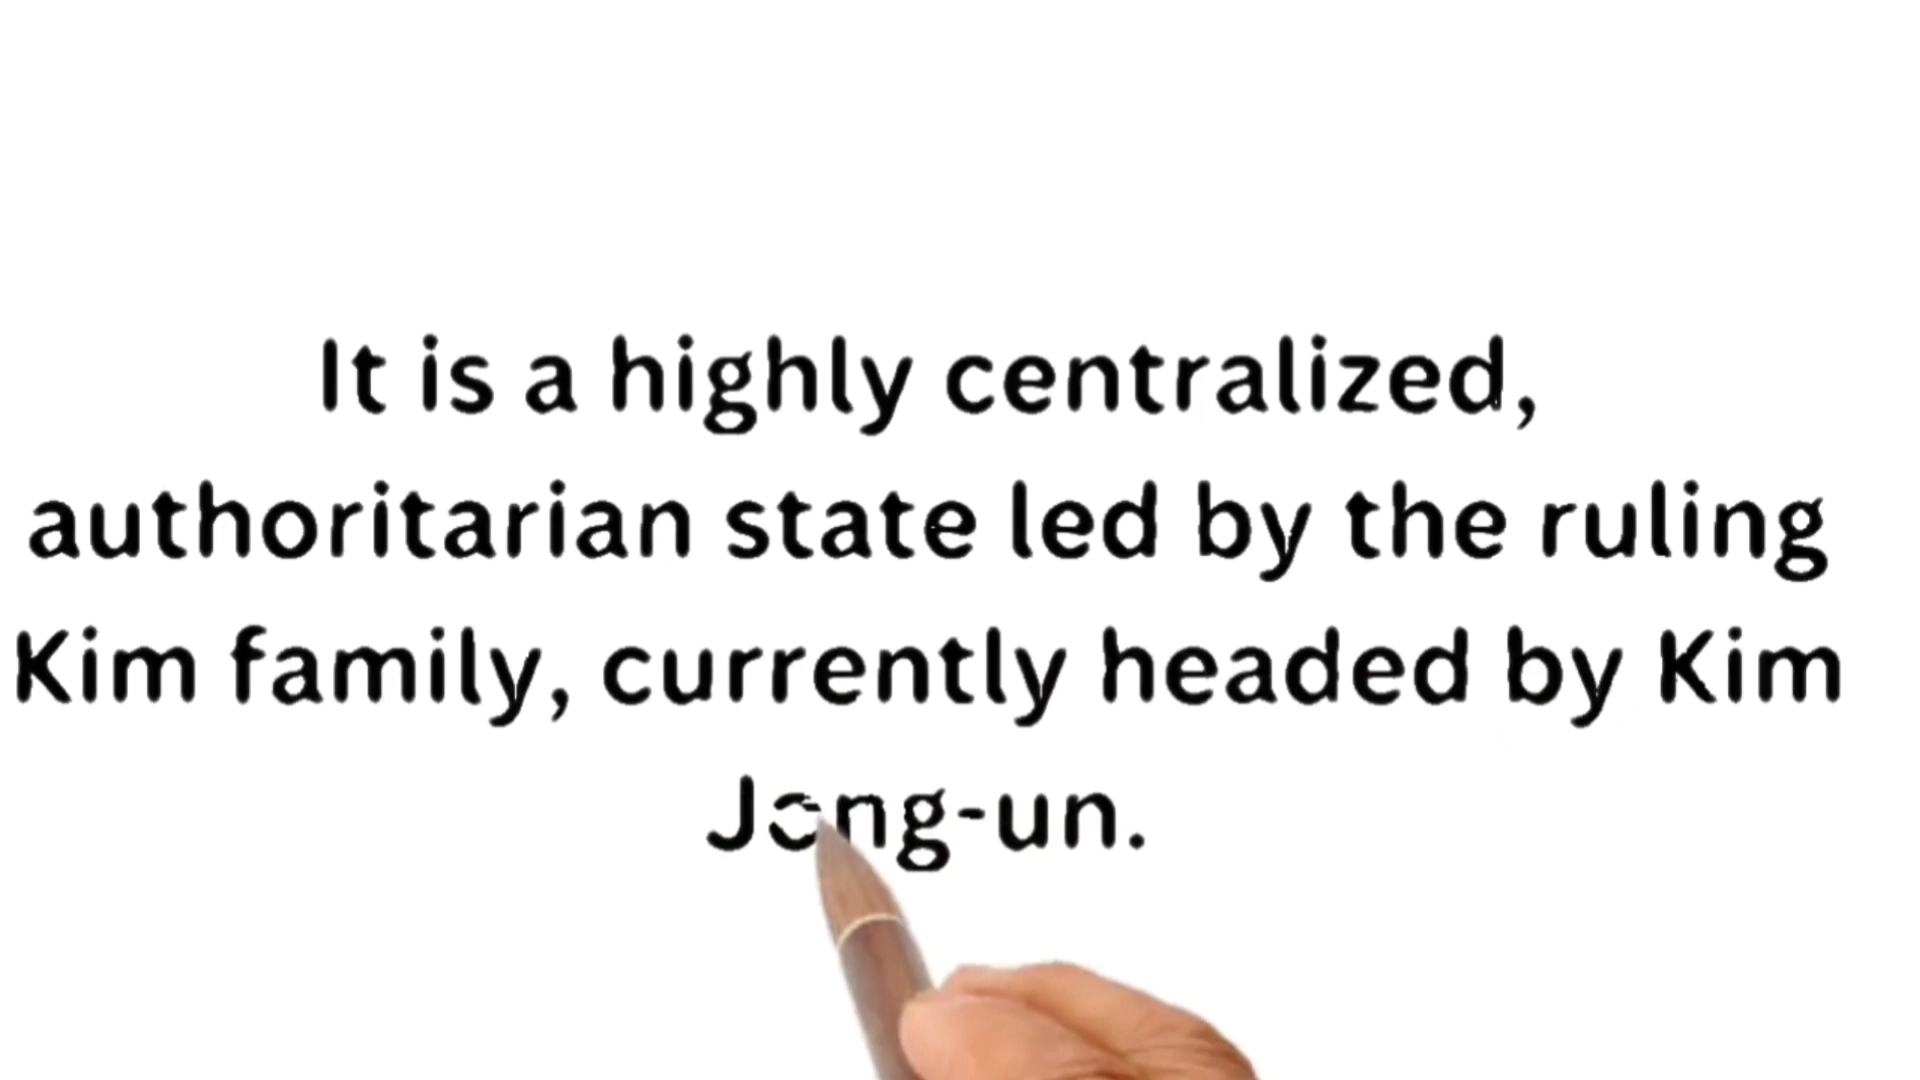 It is a highly centralized,
authoritarian state led by the ruling
Kim family, currently headed by Kim
Jong-un.